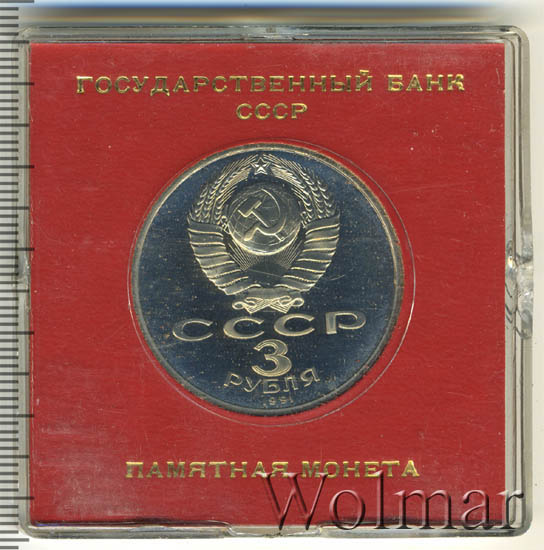 ГОСУДАРСТВЕННЫЙ БАНК
СССР
СССР
3
РУБЛЯ
1991
ПАМЯТНАЯ МОНЕТА
Wolmar